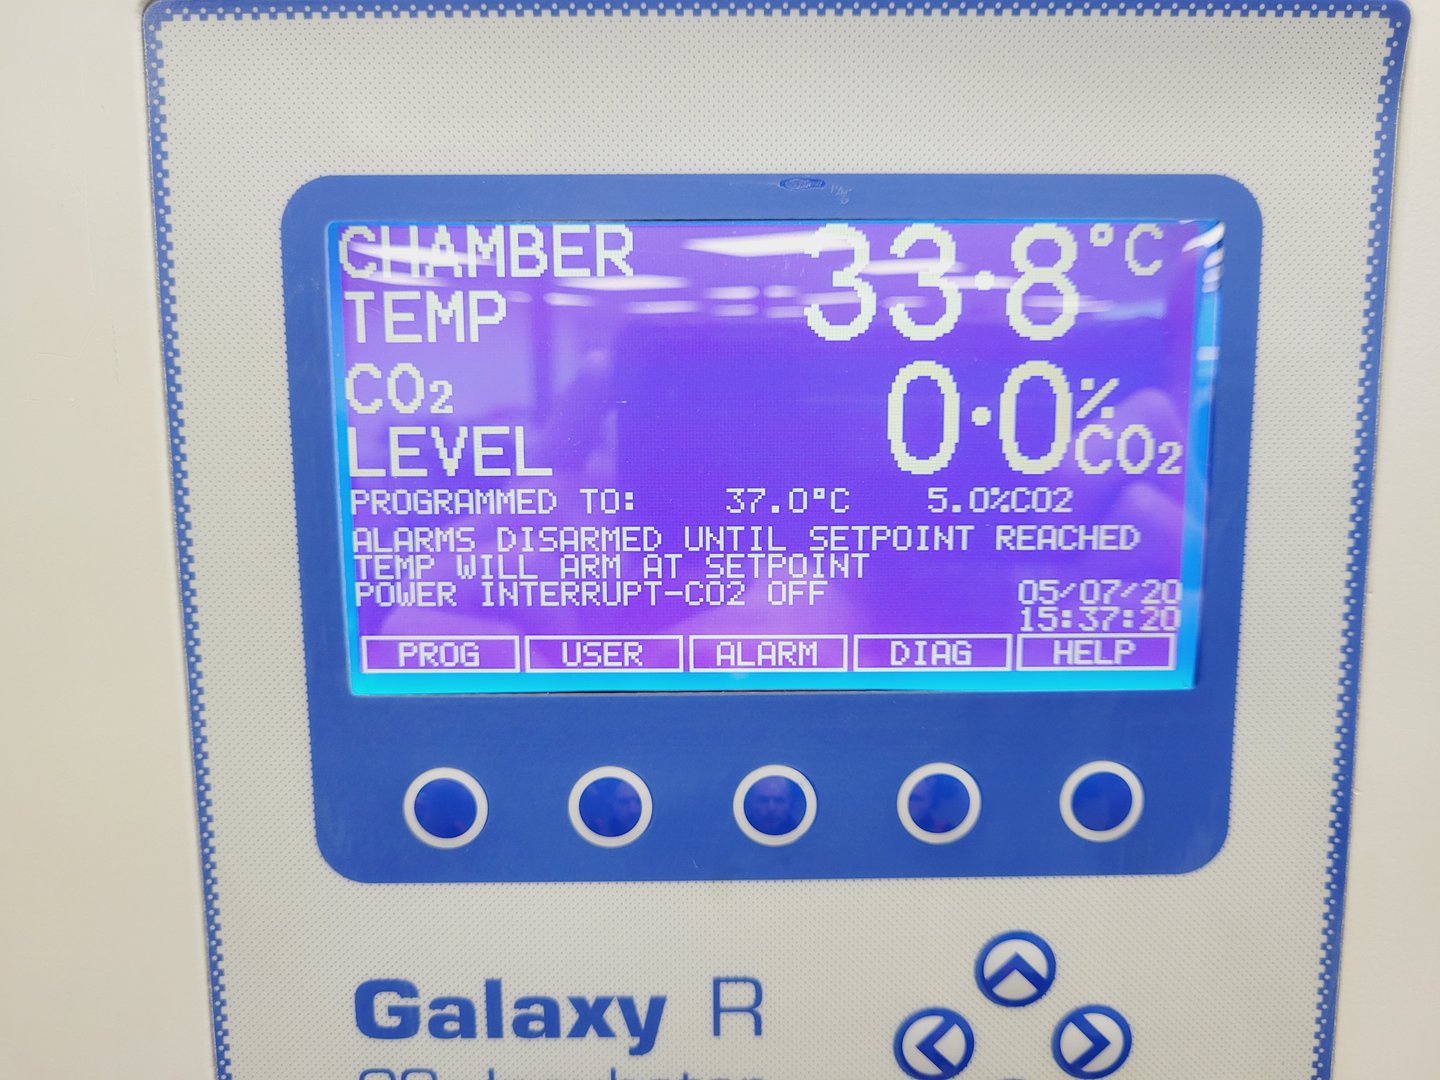 CHAMBER TEMP 33.8°C
CO2 LEVEL 0.0% CO2
PROGRAMMED TO: 37.0°C 5.0%CO2
ALARMS DISARMED UNTIL SETPOINT REACHED
TEMP WILL ARM AT SETPOINT
POWER INTERRUPT-CO2 OFF
05/07/20
15:37:20
PROG USER ALARM DIAG HELP
Galaxy R